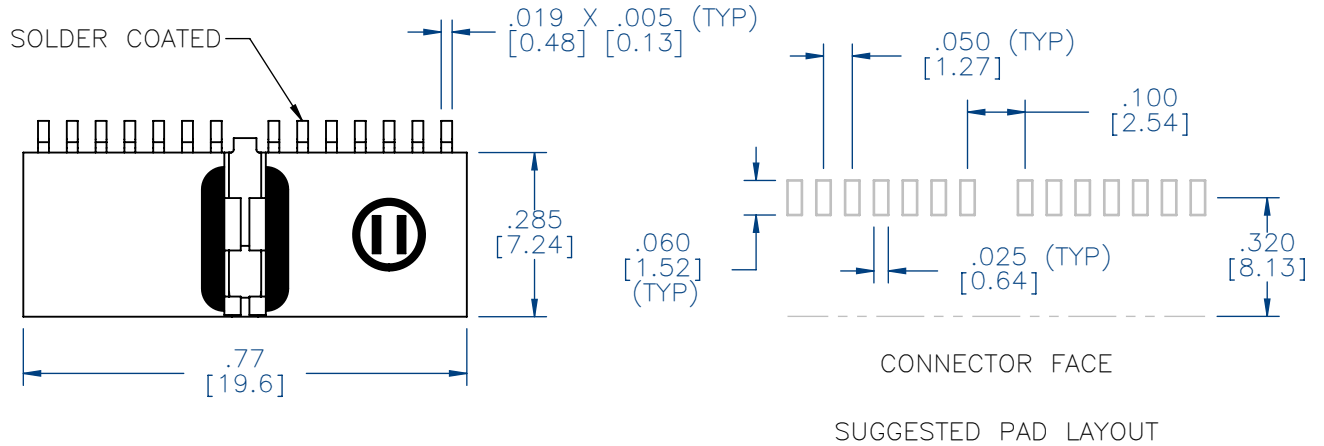 SOLDER COATED
.019 X .005 (TYP)
[0.48] [0.13]
.285
[7.24]
.77
[19.6]
.050 (TYP)
[1.27]
.100
[2.54]
.060
[1.52]
(TYP)
.025 (TYP)
[0.64]
.320
[8.13]
CONNECTOR FACE
SUGGESTED PAD LAYOUT